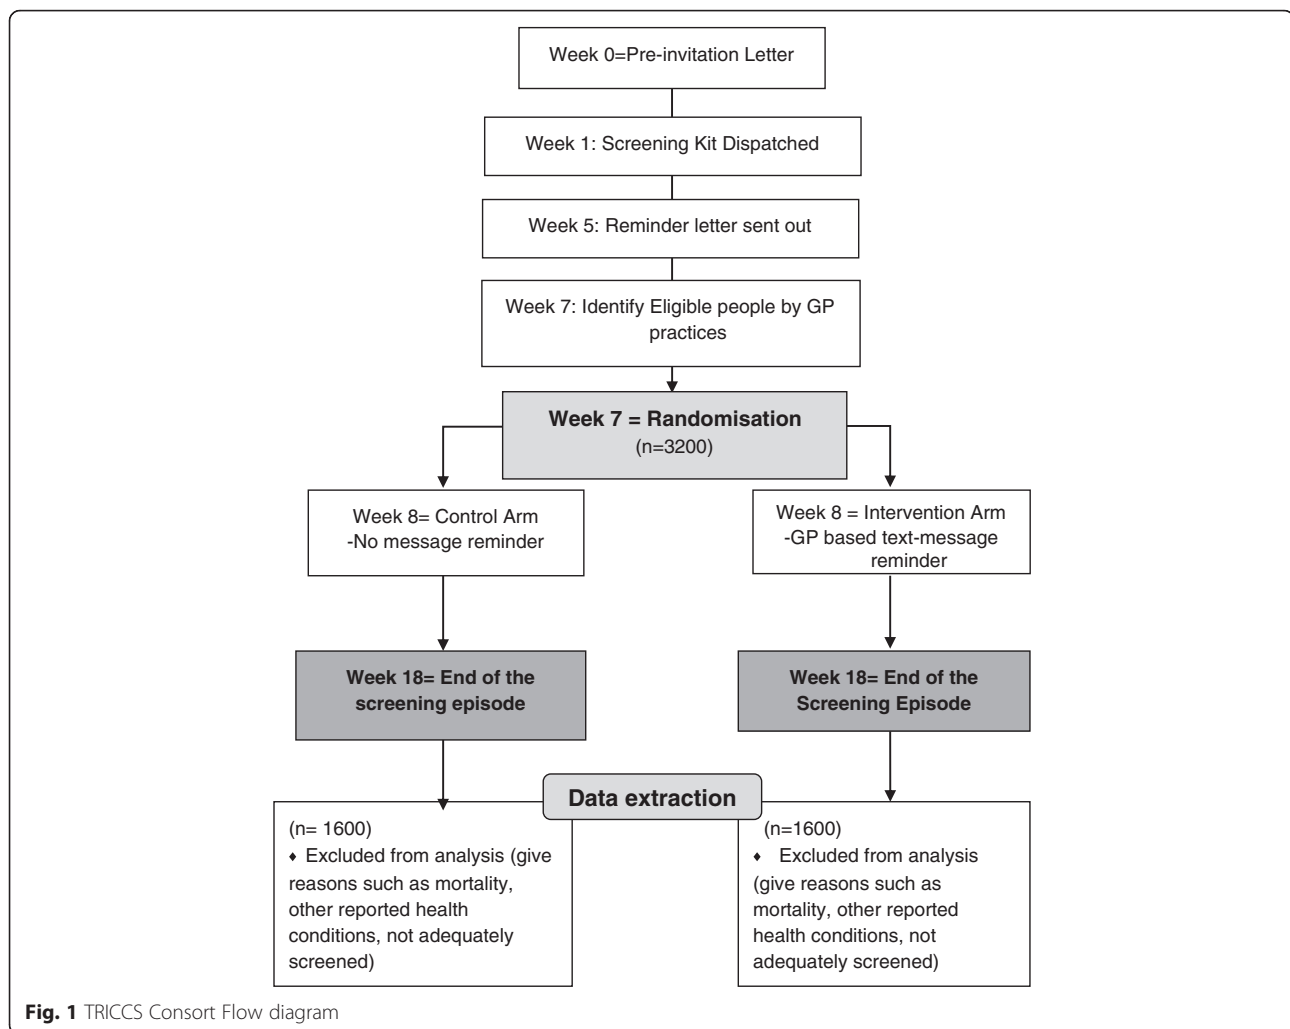 Week 0=Pre-invitation Letter
Week 1: Screening Kit Dispatched
Week 5: Reminder letter sent out
Week 7: Identify Eligible people by GP
practices
Week 7 = Randomisation
(n=3200)
Week 8= Control Arm
-No message reminder
Week 8 = Intervention Arm
-GP based text-message
reminder
Week 18= End of the
screening episode
Week 18= End of the
Screening Episode
Data extraction
(n= 1600)
♦ Excluded from analysis (give
reasons such as mortality,
other reported health
conditions, not adequately
screened)
(n=1600)
♦ Excluded from analysis
(give reasons such as
mortality, other reported
health conditions, not
adequately screened)
Fig. 1 TRICCS Consort Flow diagram